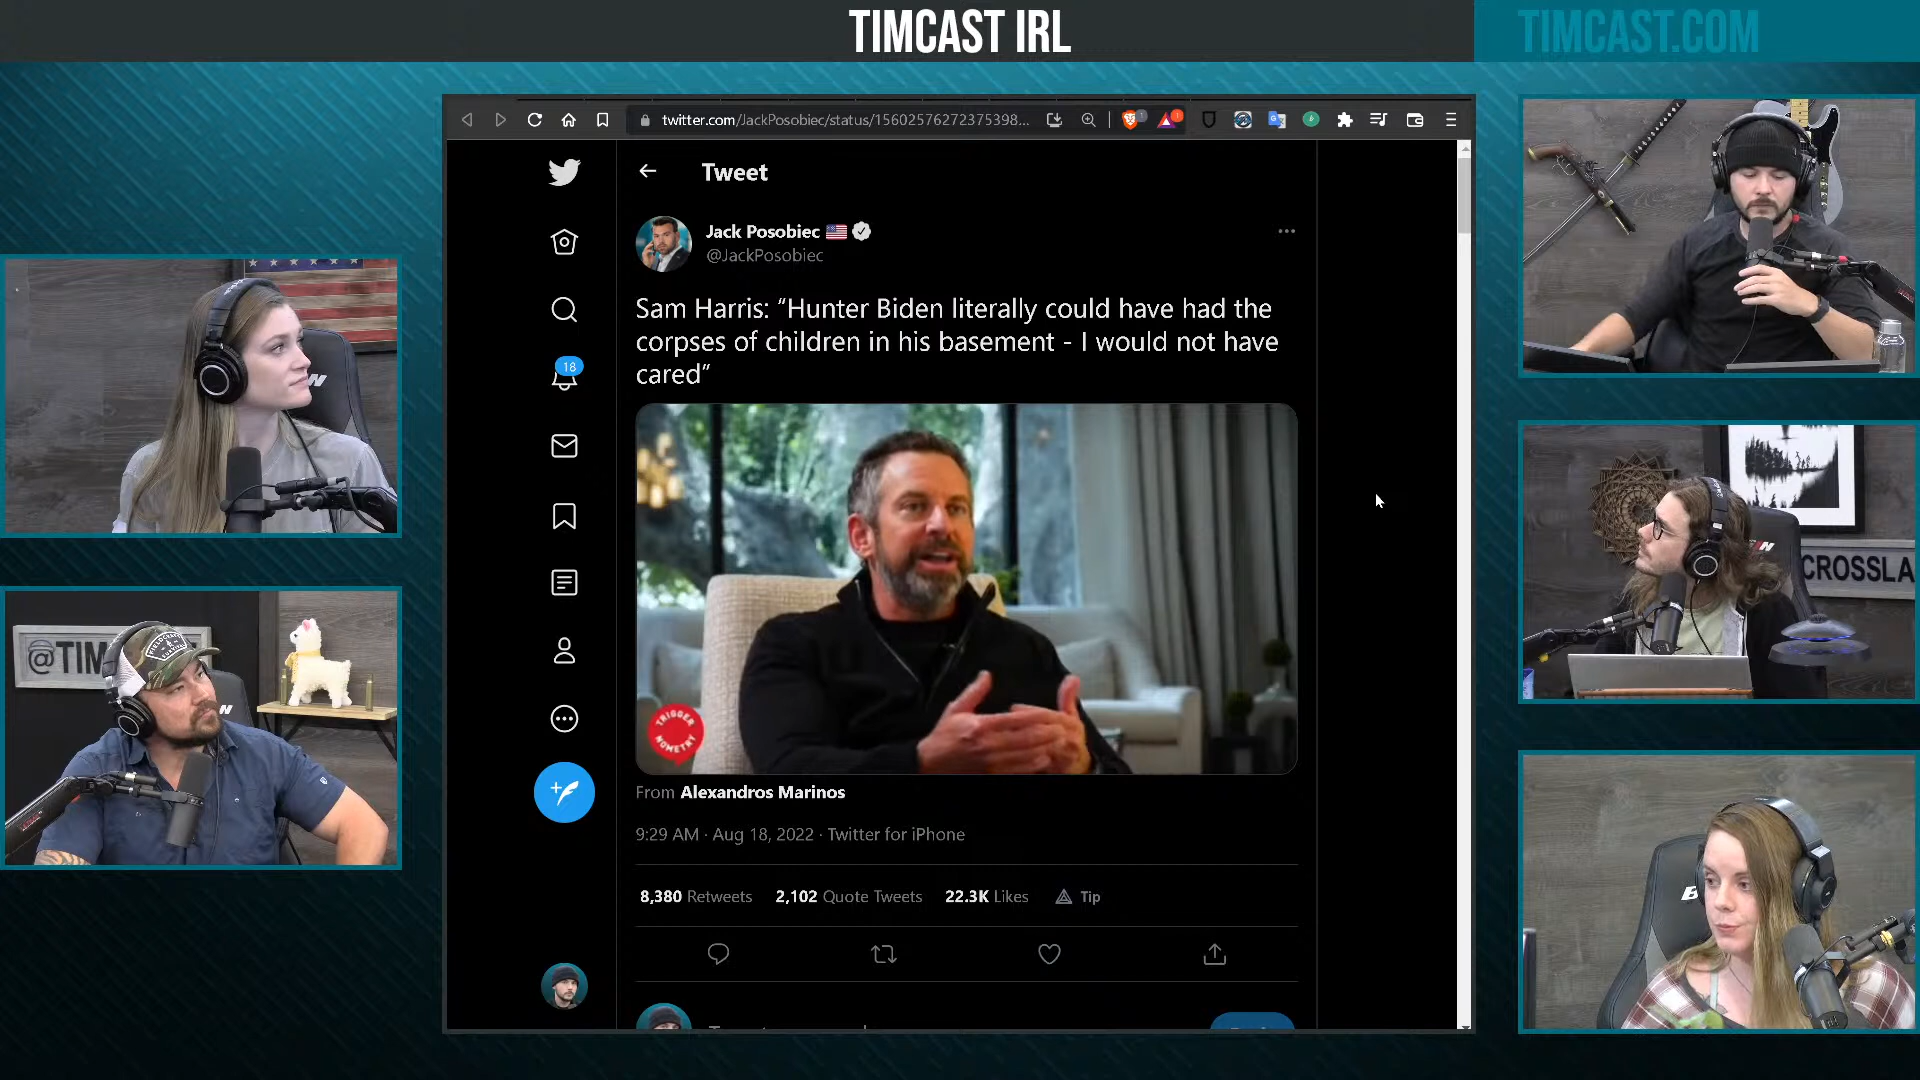 TIMCAST IRL
TIMCAST.COM
twitter.com/JackPosobiec/status/15602576272375398...
Tweet
Jack Posobiec
@JackPosobiec
Sam Harris: “Hunter Biden literally could have had the
corpses of children in his basement - I would not have
cared”
18
TRIGGER
NOMETRY
From Alexandros Marinos
9:29 AM · Aug 18, 2022 · Twitter for iPhone
8,380 Retweets 2,102 Quote Tweets 22.3K Likes Tip
@TIM
CROSSLA